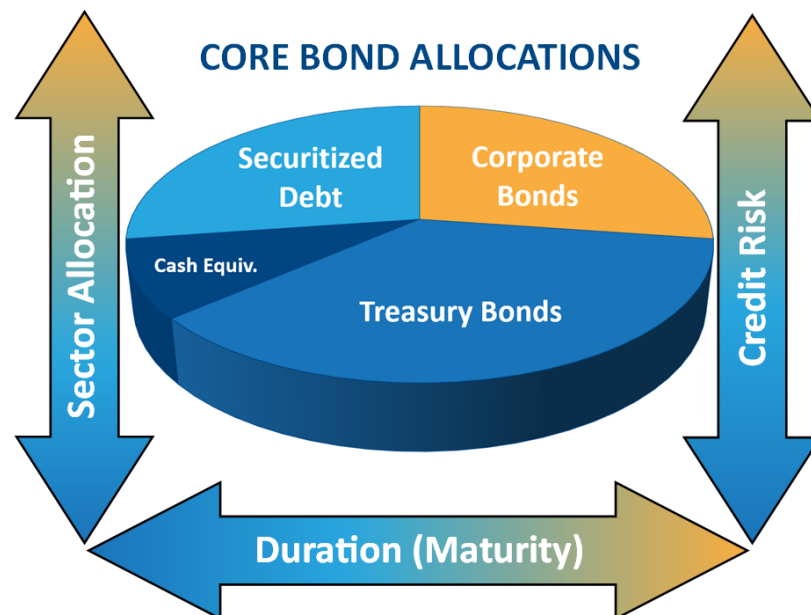 CORE BOND ALLOCATIONS
Securitized
Debt
Corporate
Bonds
Cash Equiv.
Treasury Bonds
Sector Allocation
Credit Risk
Duration (Maturity)